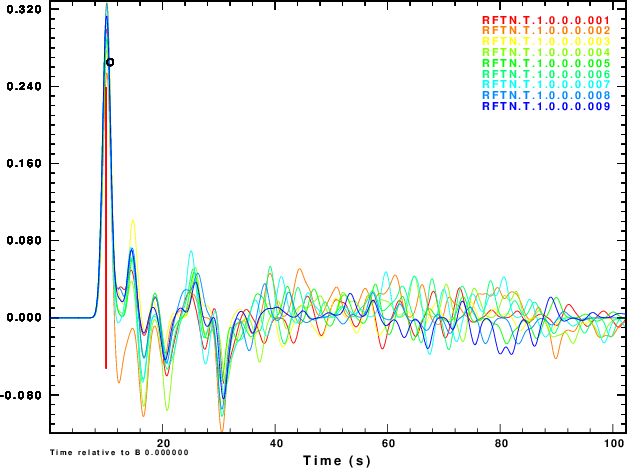 0.320
0.240
0.160
0.080
0.000
-0.080
O
RFTN.T.1.0.0.0.001
RFTN.T.1.0.0.0.002
RFTN.T.1.0.0.0.003
RFTN.T.1.0.0.0.004
RFTN.T.1.0.0.0.005
RFTN.T.1.0.0.0.006
RFTN.T.1.0.0.0.007
RFTN.T.1.0.0.0.008
RFTN.T.1.0.0.0.009
20 40 60 80 100
Time relative to B 0.000000
Time (s)